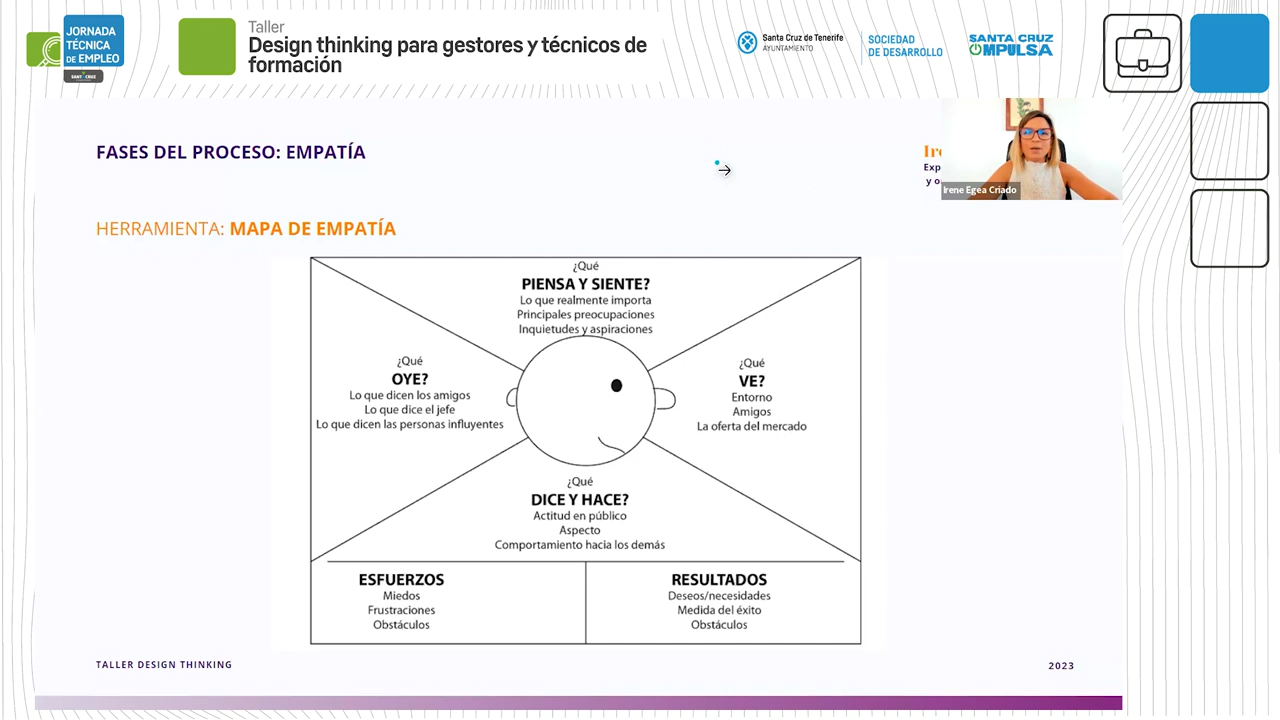 JORNADA
TÉCNICA
DE EMPLEO
Taller
Design thinking para gestores y técnicos de
formación
Santa Cruz de Tenerife
AYUNTAMIENTO
SOCIEDAD
DE DESARROLLO
SANTA CRUZ
OMPULSA
FASES DEL PROCESO: EMPATÍA
Irene Egea Criado
HERRAMIENTA: MAPA DE EMPATÍA
¿Qué
PIENSA Y SIENTE?
Lo que realmente importa
Principales preocupaciones
Inquietudes y aspiraciones
¿Qué
OYE?
Lo que dicen los amigos
Lo que dice el jefe
Lo que dicen las personas influyentes
¿Qué
VE?
Entorno
Amigos
La oferta del mercado
¿Qué
DICE Y HACE?
Actitud en público
Aspecto
Comportamiento hacia los demás
ESFUERZOS
Miedos
Frustraciones
Obstáculos
RESULTADOS
Deseos/necesidades
Medida del éxito
Obstáculos
TALLER DESIGN THINKING
2023